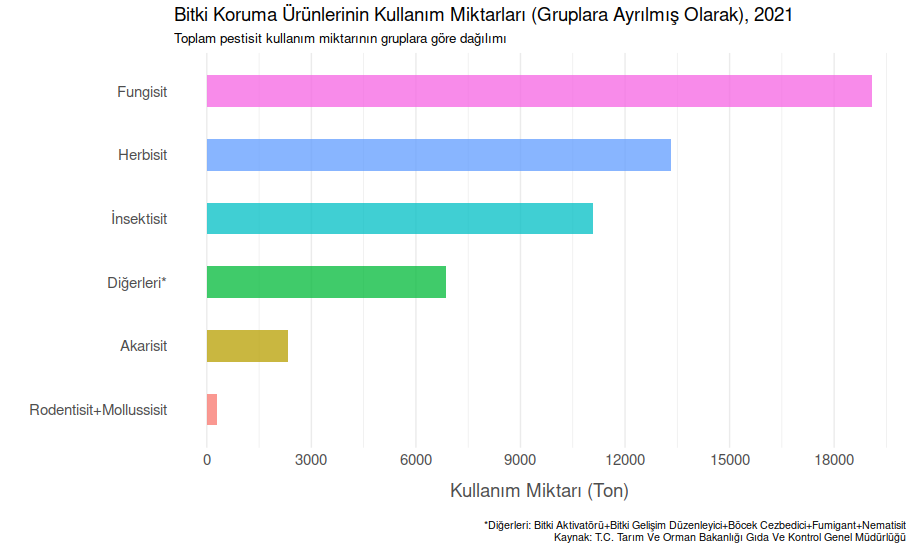 Bitki Koruma Ürünlerinin Kullanım Miktarları (Gruplara Ayrılmış Olarak), 2021
Toplam pestisit kullanım miktarının gruplara göre dağılımı
Fungisit
Herbisit
İnsektisit
Diğerleri*
Akarisit
Rodentisit+Mollussisit
0 3000 6000 9000 12000 15000 18000
Kullanım Miktarı (Ton)
*Diğerleri: Bitki Aktivatörü+Bitki Gelişim Düzenleyici+Böcek Cezbedici+Fumigant+Nematisit
Kaynak: T.C. Tarım Ve Orman Bakanlığı Gıda Ve Kontrol Genel Müdürlüğü